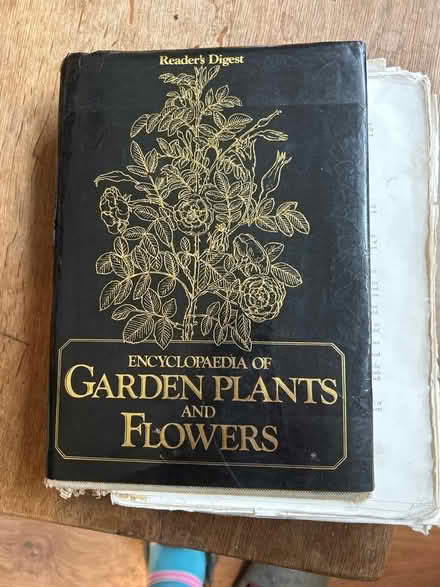 Reader's Digest
ENCYCLOPAEDIA OF
GARDEN PLANTS
AND
FLOWERS